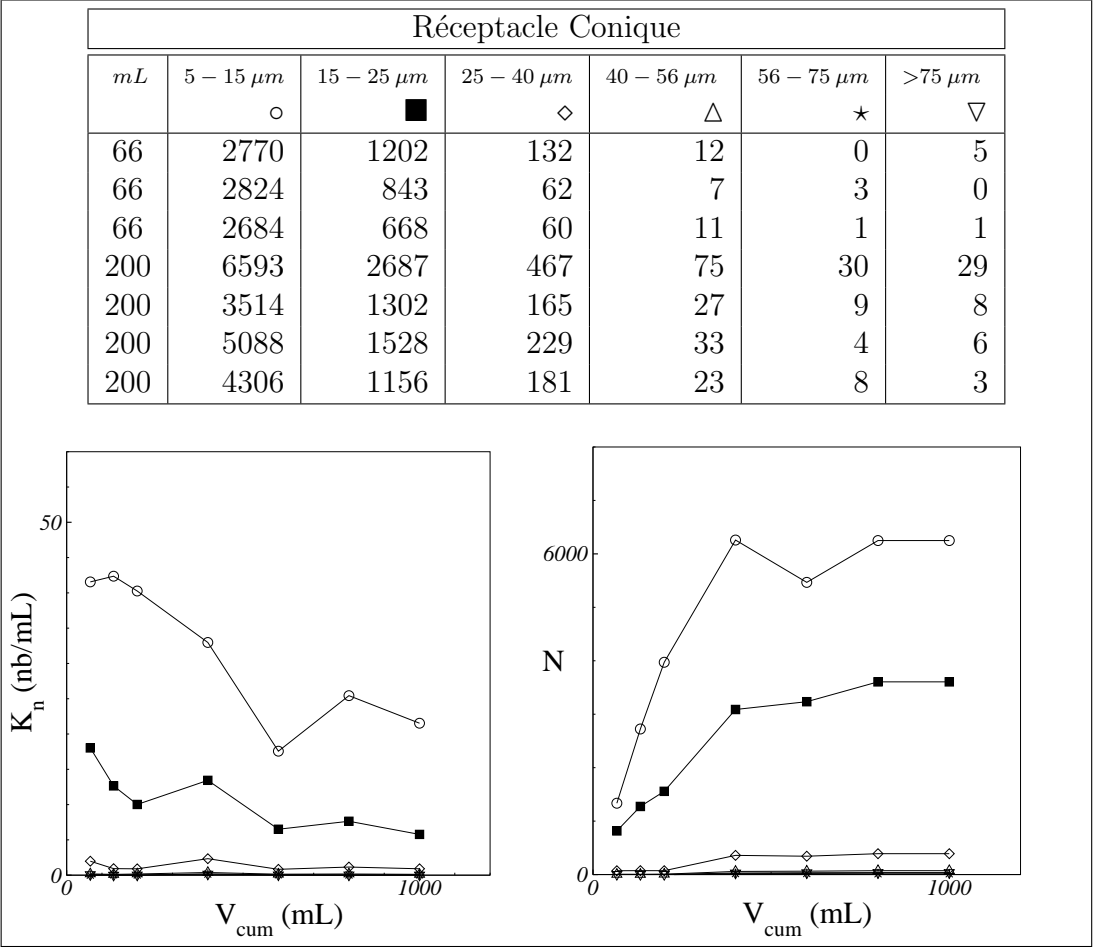 Réceptacle Conique
mL 5 – 15 μm 15 – 25 μm 25 – 40 μm 40 – 56 μm 56 – 75 μm >75 μm
○ ■ ◇ △ ⋆ ▽
66 2770 1202 132 12 0 5
66 2824 843 62 7 3 0
66 2684 668 60 11 1 1
200 6593 2687 467 75 30 29
200 3514 1302 165 27 9 8
200 5088 1528 229 33 4 6
200 4306 1156 181 23 8 3
50
K_n (nb/mL)
0
0 1000
V_cum (mL)
6000
N
0
0 1000
V_cum (mL)